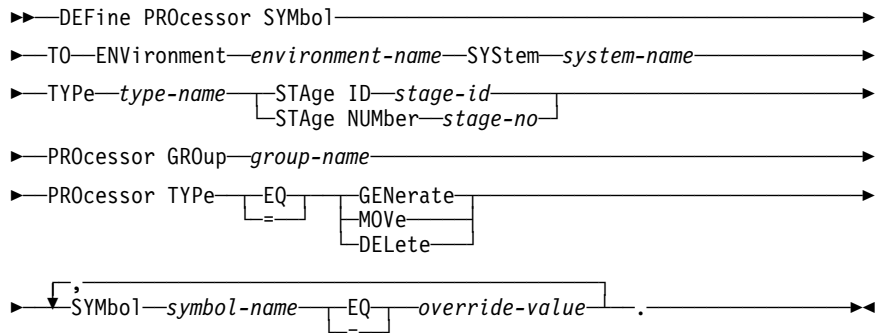 DEFine PROcessor SYMbol
TO ENVironment environment-name SYStem system-name
TYPe type-name STAge ID stage-id
STAge NUMber stage-no
PROcessor GROup group-name
PROcessor TYPe EQ GENerate
= MOVe
DELete
,
SYMbol symbol-name EQ override-value .
=